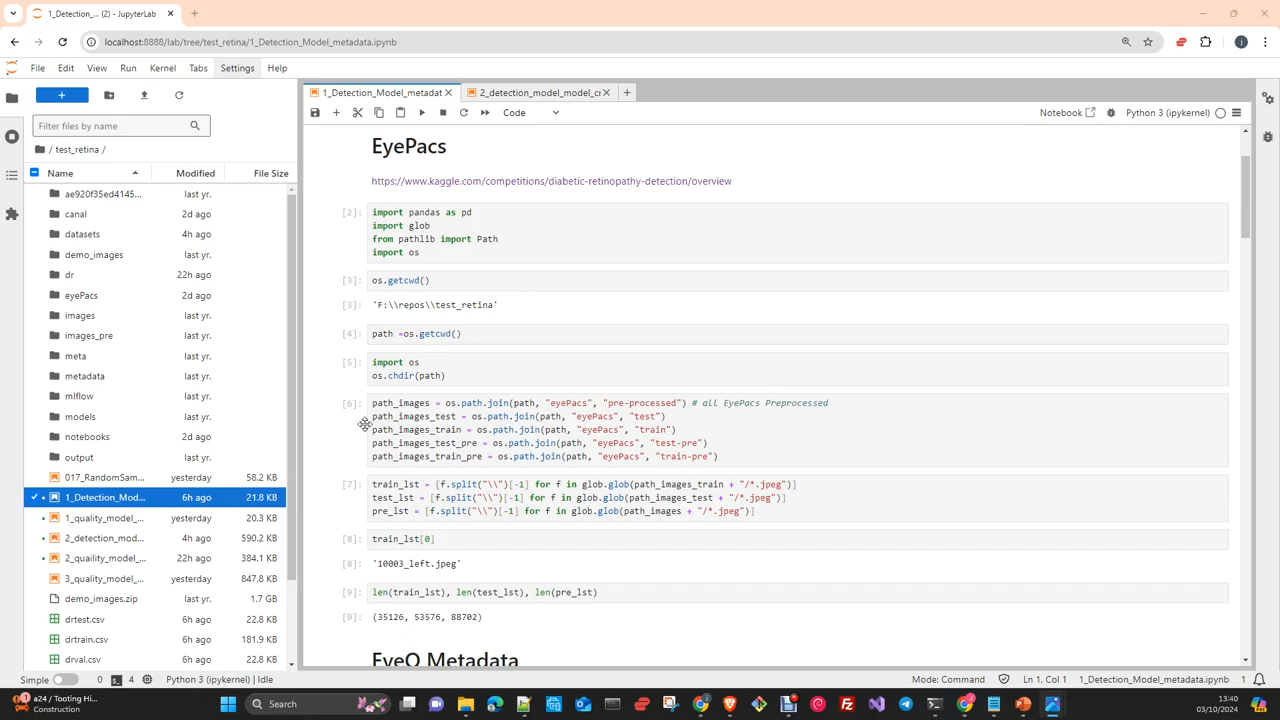 1_Detection_... (2) - JupyterLab
localhost:8888/lab/tree/test_retina/1_Detection_Model_metadata.ipynb
File Edit View Run Kernel Tabs Settings Help
1_Detection_Model_metadat
2_detection_model_model_cr
Filter files by name
Code
Notebook
Python 3 (ipykernel)
/ test_retina /
Name Modified File Size
ae920f35ed4145... last yr.
canal 2d ago
datasets 4h ago
demo_images last yr.
dr 22h ago
eyePacs 2d ago
images last yr.
images_pre last yr.
meta last yr.
metadata last yr.
mlflow last yr.
models last yr.
notebooks 2d ago
output last yr.
017_RandomSam... yesterday 58.2 KB
1_Detection_Mod... 6h ago 21.8 KB
1_quality_model_... yesterday 20.3 KB
2_detection_mod... 4h ago 590.2 KB
2_quaility_model_... 22h ago 384.1 KB
3_quality_model_... yesterday 847.8 KB
demo_images.zip last yr. 1.7 GB
drtest.csv 6h ago 22.8 KB
drtrain.csv 6h ago 181.9 KB
drval.csv 6h ago 22.8 KB
EyePacs
https://www.kaggle.com/competitions/diabetic-retinopathy-detection/overview
[2]: import pandas as pd
import glob
from pathlib import Path
import os
[3]: os.getcwd()
[3]: 'F:\\repos\\test_retina'
[4]: path =os.getcwd()
[5]: import os
os.chdir(path)
[6]: path_images = os.path.join(path, "eyePacs", "pre-processed") # all EyePacs Preprocessed
path_images_test = os.path.join(path, "eyePacs", "test")
path_images_train = os.path.join(path, "eyePacs", "train")
path_images_test_pre = os.path.join(path, "eyePacs", "test-pre")
path_images_train_pre = os.path.join(path, "eyePacs", "train-pre")
[7]: train_lst = [f.split("\\")[-1] for f in glob.glob(path_images_train + "/*.jpeg")]
test_lst = [f.split("\\")[-1] for f in glob.glob(path_images_test + "/*.jpeg")]
pre_lst = [f.split("\\")[-1] for f in glob.glob(path_images + "/*.jpeg")]
[8]: train_lst[0]
[8]: '10003_left.jpeg'
[9]: len(train_lst), len(test_lst), len(pre_lst)
[9]: (35126, 53576, 88702)
EyeQ Metadata
Simple 0 4 Python 3 (ipykernel) | Idle
Mode: Command Ln 1, Col 1 1_Detection_Model_metadata.ipynb 1
a24 / Tooting Hi...
Construction
Search
13:40
03/10/2024